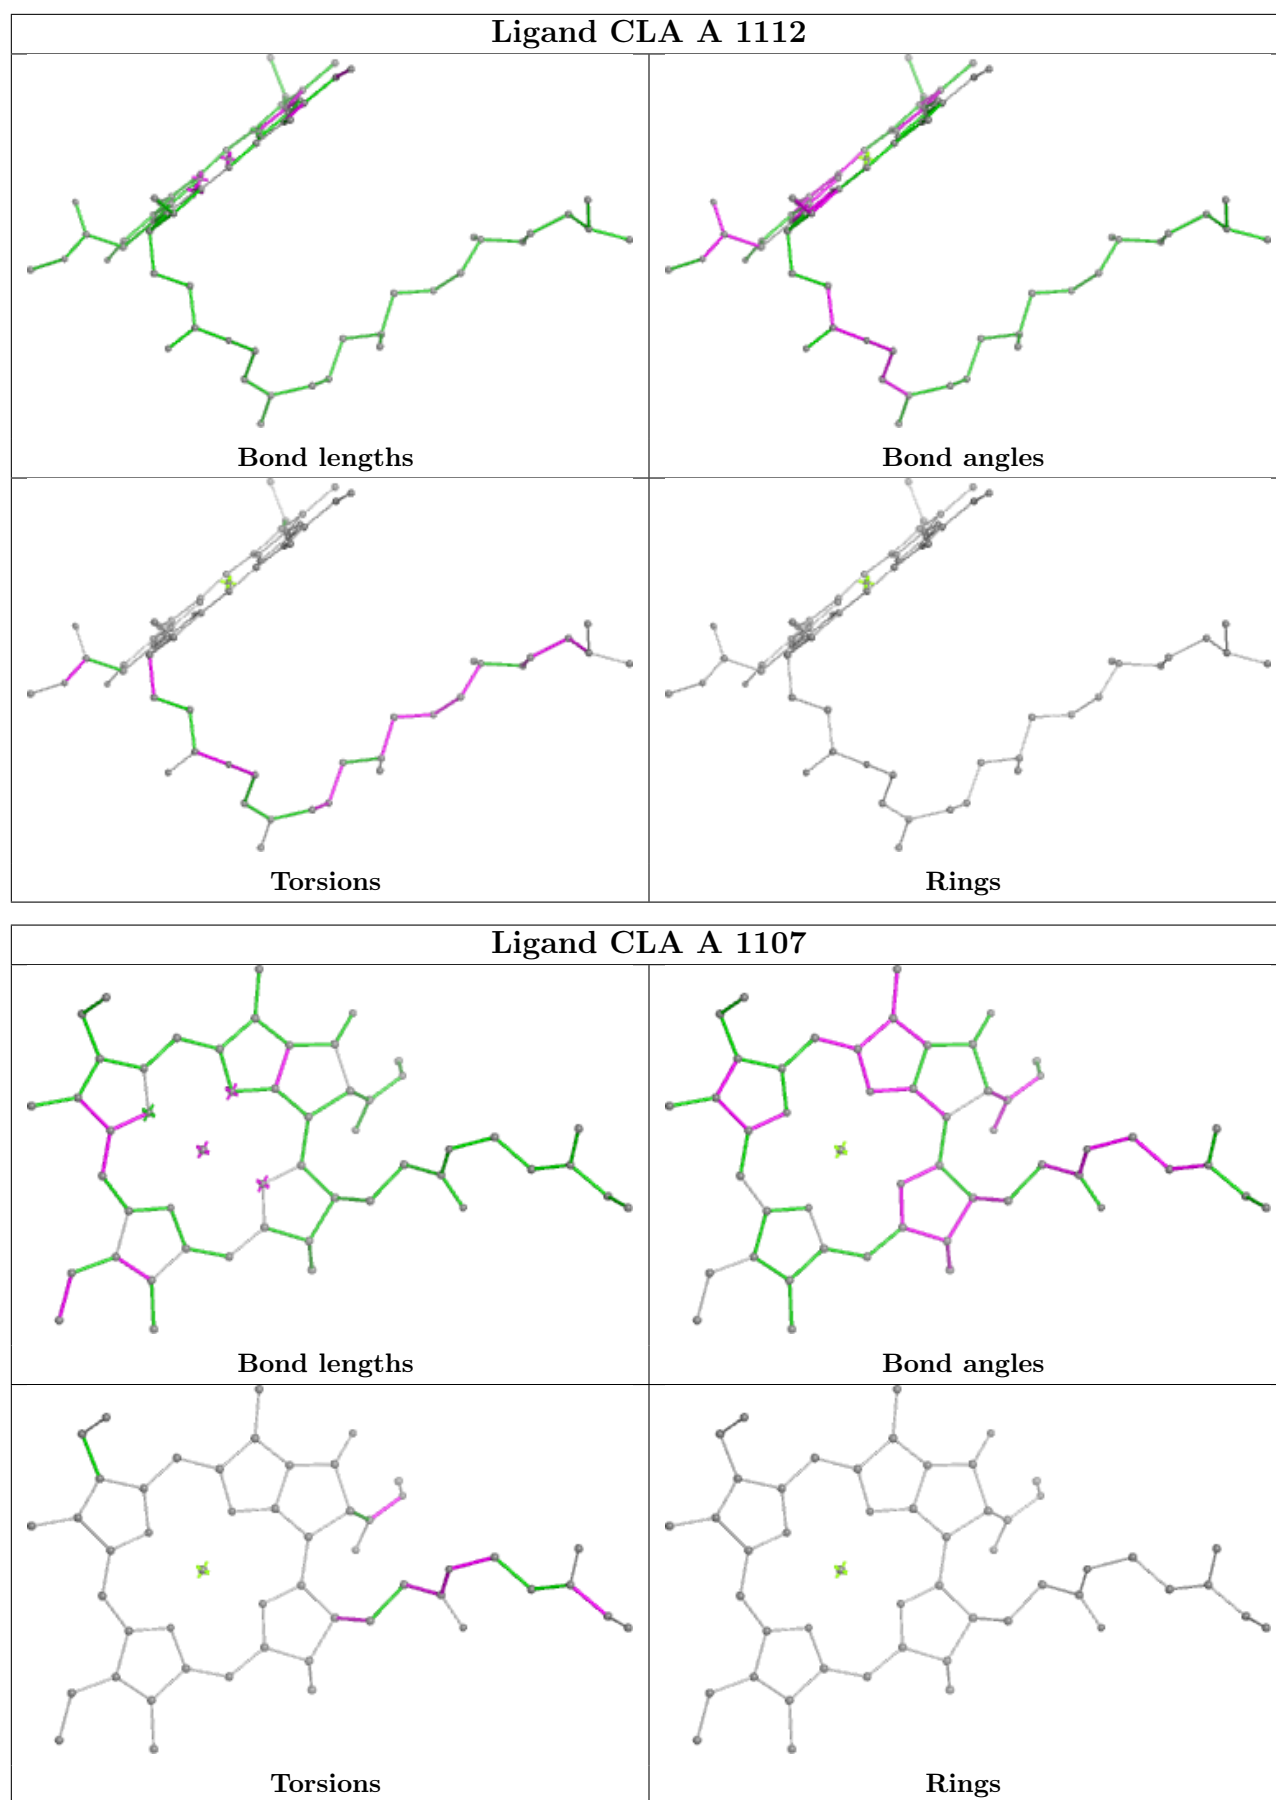 Ligand CLA A 1112
Bond lengths
Bond angles
Torsions
Rings
Ligand CLA A 1107
Bond lengths
Bond angles
Torsions
Rings